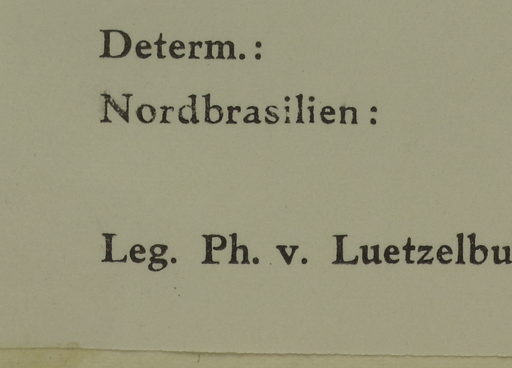 Determ.:
Nordbrasilien:
Leg. Ph. v. Luetzelbu